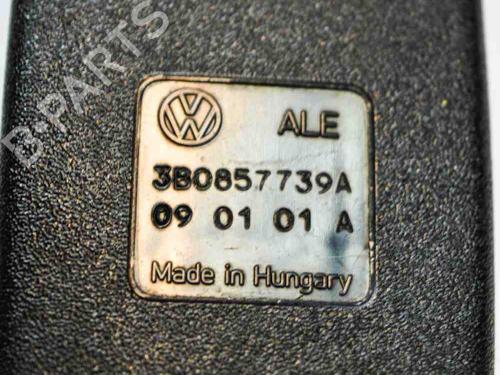 B-PARTS
ALE
3B0857739A
09 01 01 A
Made in Hungary